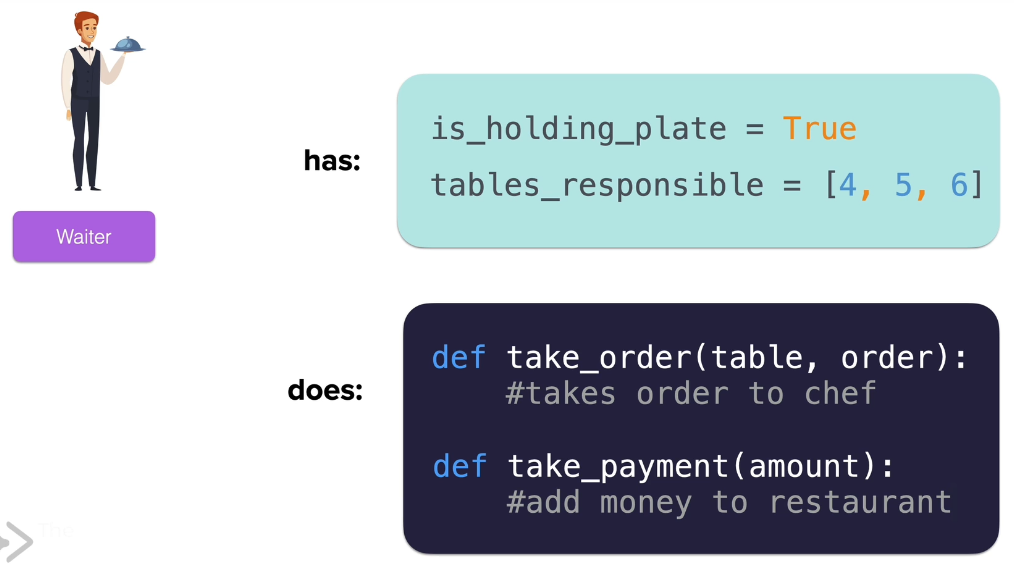 has:
is_holding_plate = True
tables_responsible = [4, 5, 6]
Waiter
does:
def take_order(table, order):
#takes order to chef
def take_payment(amount):
#add money to restaurant